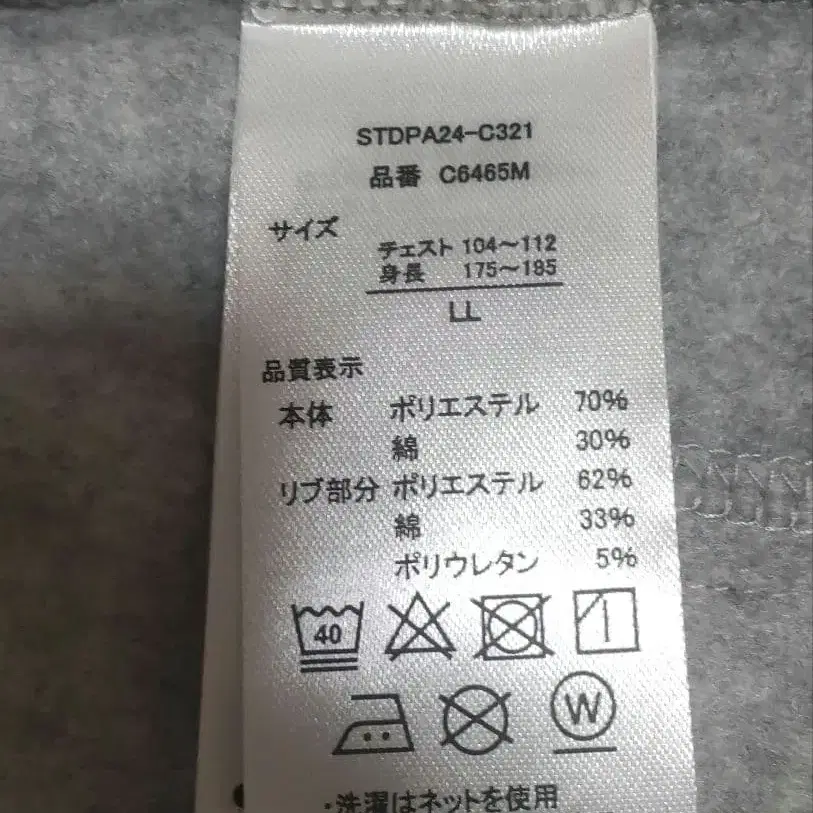 STDPA24-C321
品番 C6465M
サイズ
チェスト 104～112
身長 175～185
LL
品質表示
本体 ポリエステル 70%
綿 30%
リブ部分 ポリエステル 62%
綿 33%
ポリウレタン 5%
40
W
・洗濯はネットを使用